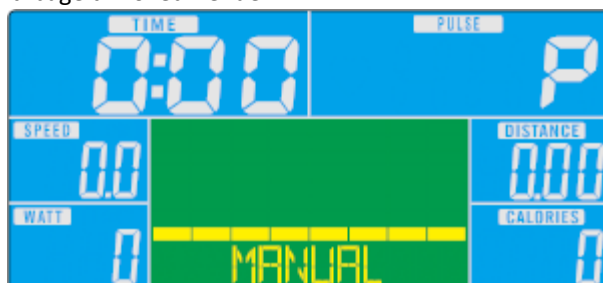 TIME PULSE
0:00 P
SPEED DISTANCE
0.0 0.00
WATT CALORIES
0 0
MANUAL